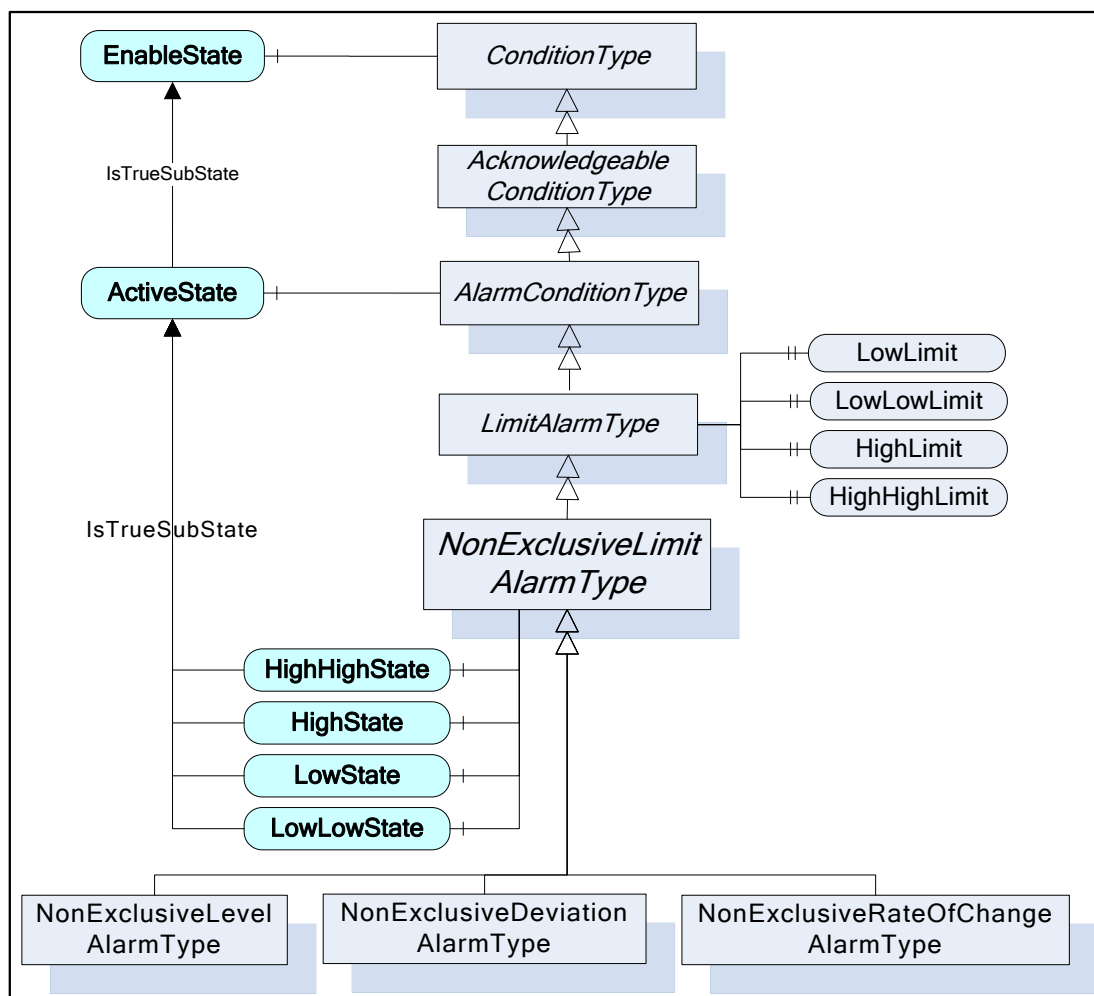 EnableState
ConditionType
IsTrueSubState
Acknowledgeable
ConditionType
ActiveState
AlarmConditionType
LowLimit
LowLowLimit
LimitAlarmType
HighLimit
HighHighLimit
IsTrueSubState
NonExclusiveLimit
AlarmType
HighHighState
HighState
LowState
LowLowState
NonExclusiveLevel
AlarmType
NonExclusiveDeviation
AlarmType
NonExclusiveRateOfChange
AlarmType